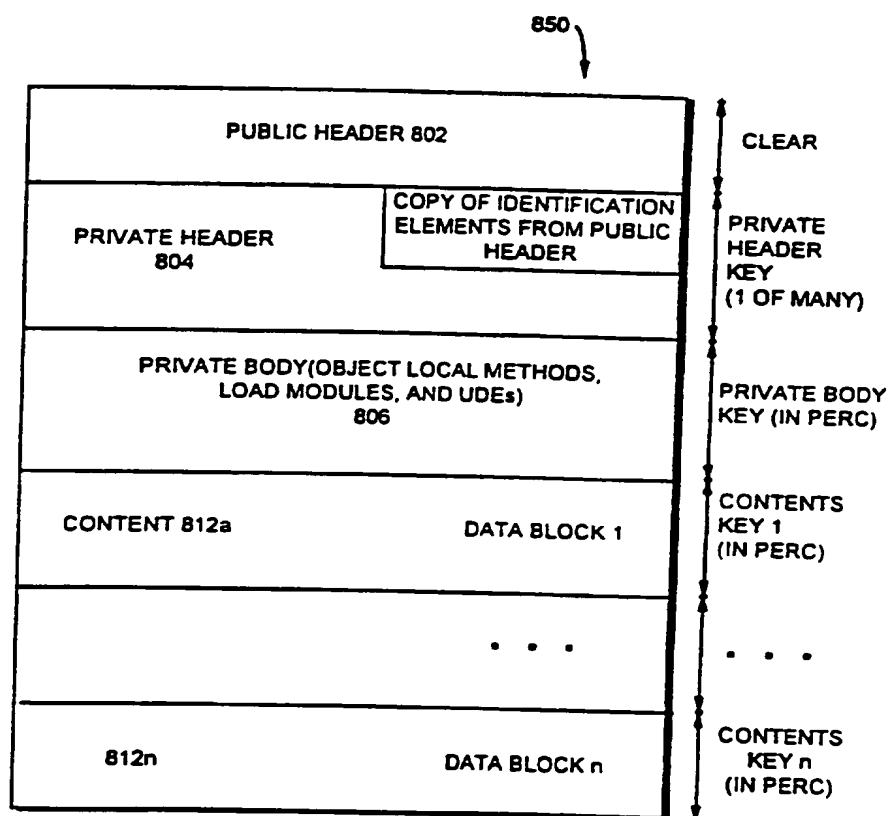 850
PUBLIC HEADER 802
CLEAR
COPY OF IDENTIFICATION
ELEMENTS FROM PUBLIC
HEADER
PRIVATE HEADER
804
PRIVATE
HEADER
KEY
(1 OF MANY)
PRIVATE BODY(OBJECT LOCAL METHODS,
LOAD MODULES, AND UDEs)
806
PRIVATE BODY
KEY (IN PERC)
CONTENT 812a
DATA BLOCK 1
CONTENTS
KEY 1
(IN PERC)
. . .
. . .
812n
DATA BLOCK n
CONTENTS
KEY n
(IN PERC)